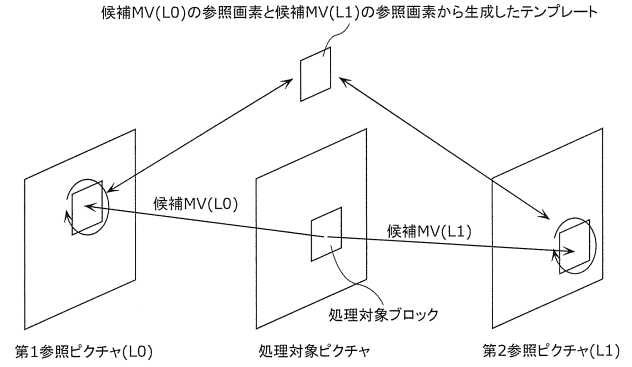 候補MV(L0)の参照画素と候補MV(L1)の参照画素から生成したテンプレート
候補MV(L0)
候補MV(L1)
処理対象ブロック
第1参照ピクチャ(L0)
処理対象ピクチャ
第2参照ピクチャ(L1)